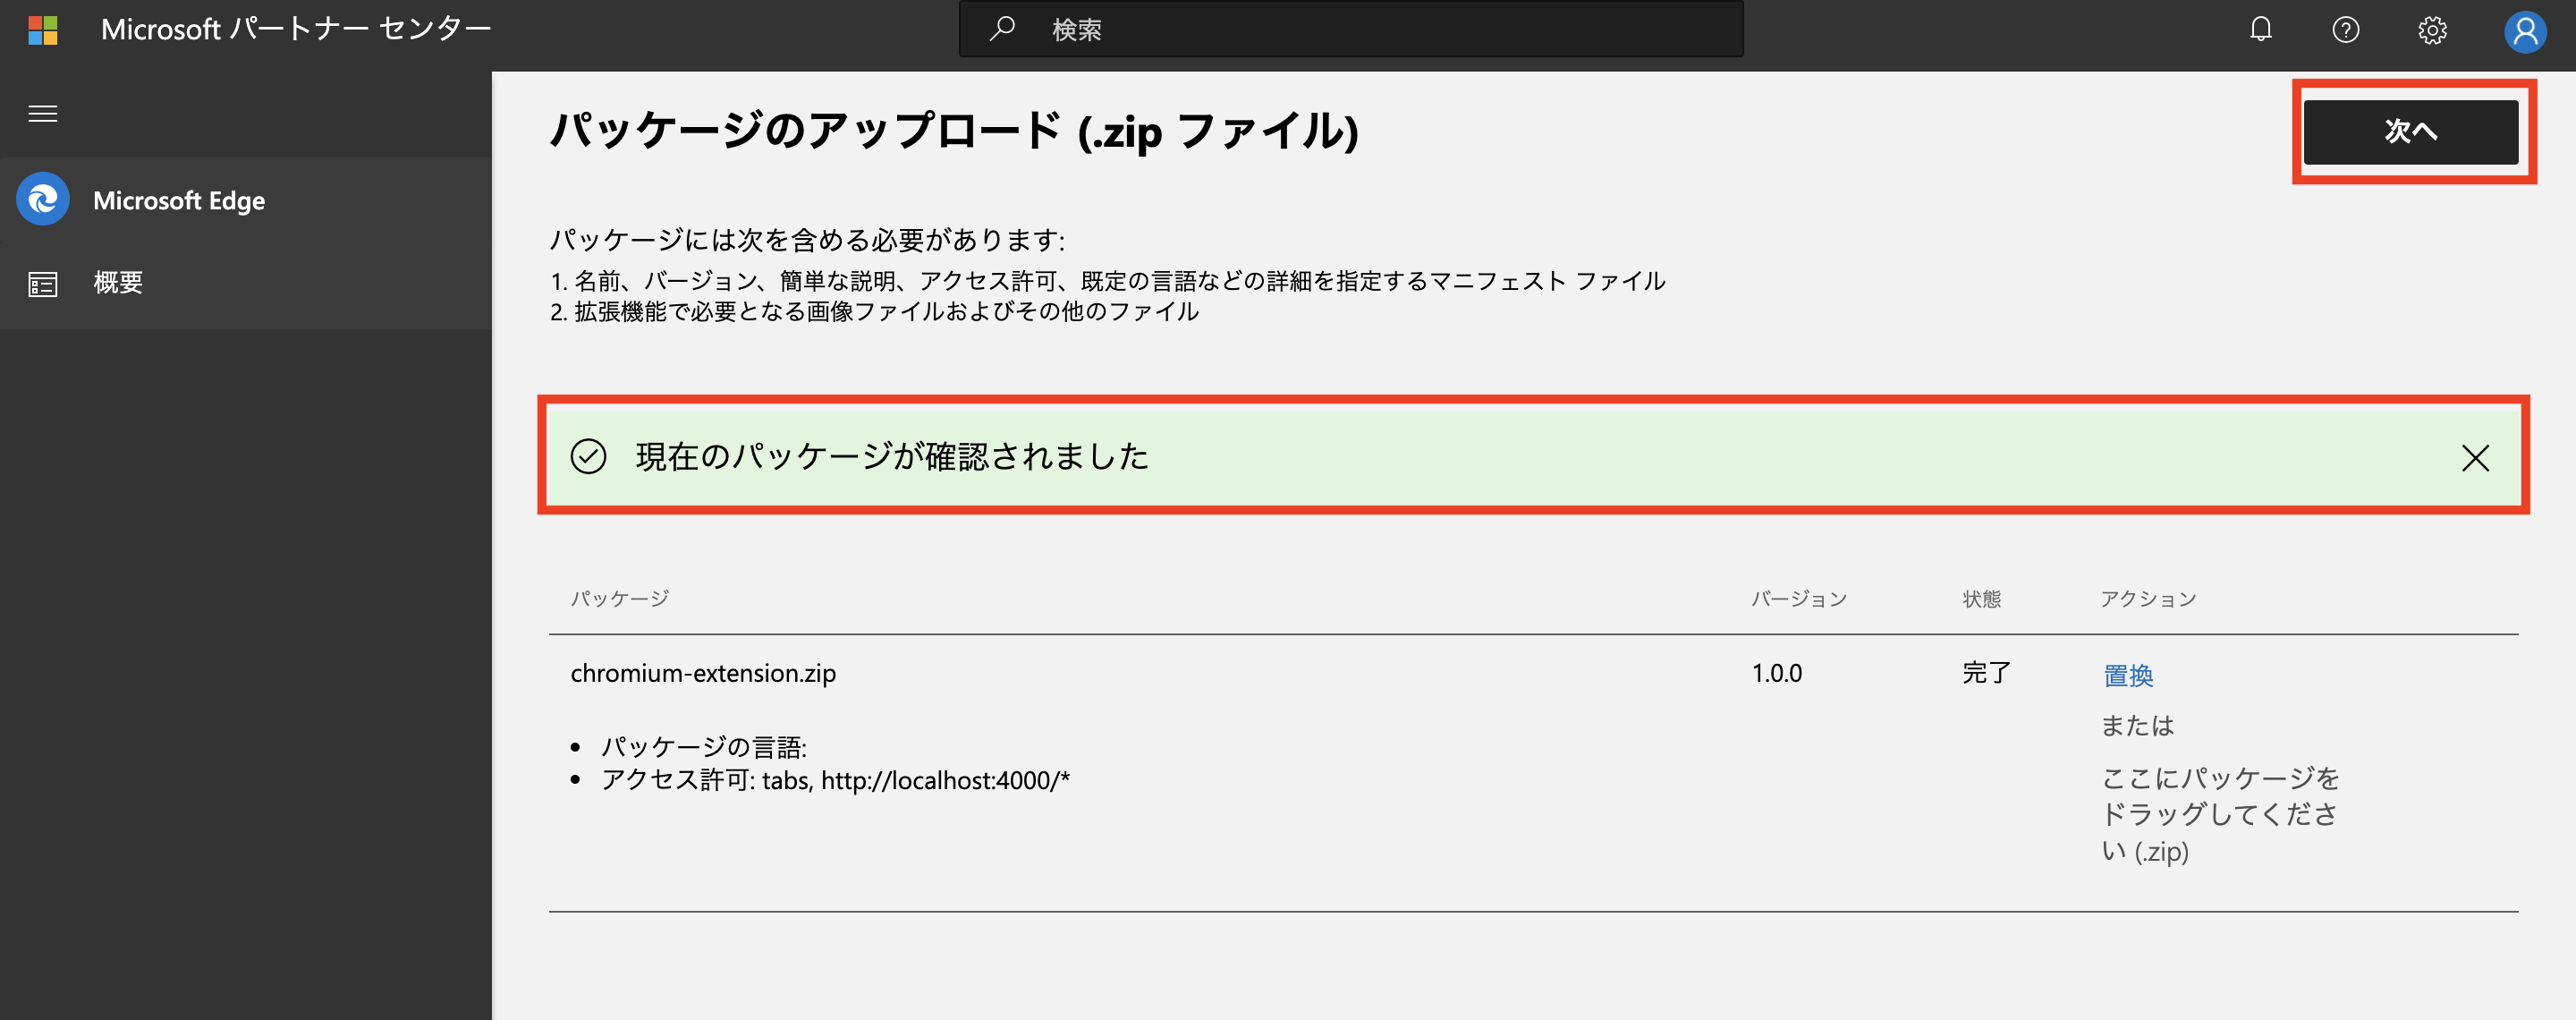 Microsoft パートナー センター
検索
Microsoft Edge
概要
パッケージのアップロード (.zip ファイル)
次へ
パッケージには次を含める必要があります:
1. 名前、バージョン、簡単な説明、アクセス許可、既定の言語などの詳細を指定するマニフェスト ファイル
2. 拡張機能で必要となる画像ファイルおよびその他のファイル
現在のパッケージが確認されました
パッケージ バージョン 状態 アクション
chromium-extension.zip 1.0.0 完了 置換
または
• パッケージの言語:
• アクセス許可: tabs, http://localhost:4000/*
ここにパッケージを
ドラッグしてくださ
い (.zip)